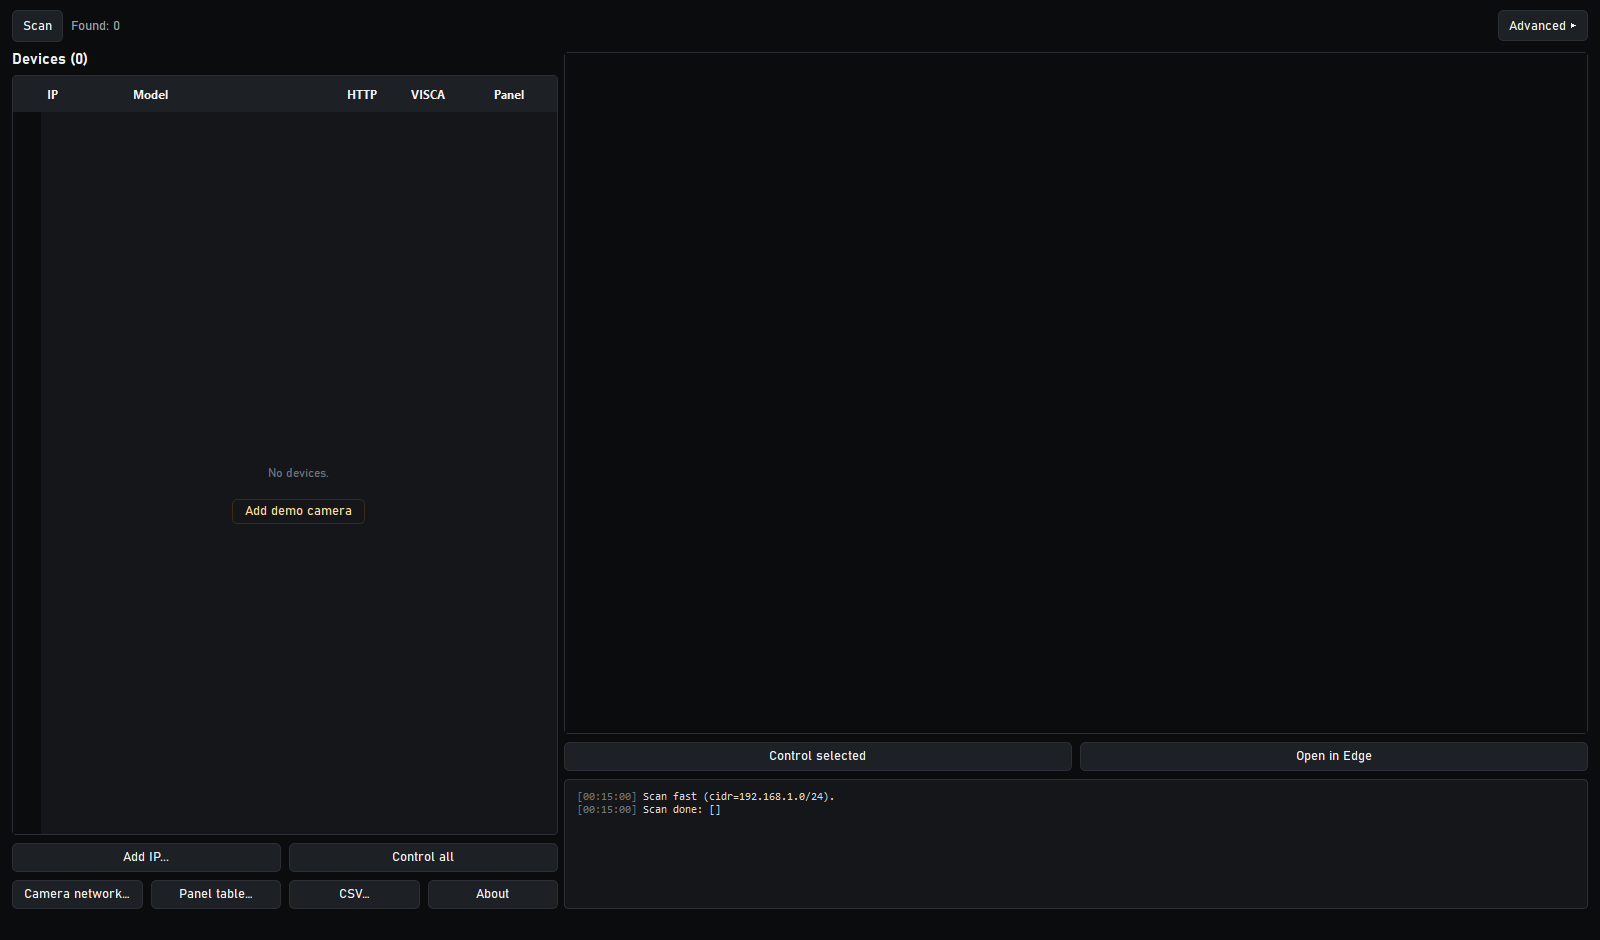 Scan
Found: 0
Advanced ▸
Devices (0)
IP Model HTTP VISCA Panel
No devices.
Add demo camera
Control selected
Open in Edge
[00:15:00] Scan fast (cidr=192.168.1.0/24).
[00:15:00] Scan done: []
Add IP…
Control all
Camera network…
Panel table…
CSV…
About